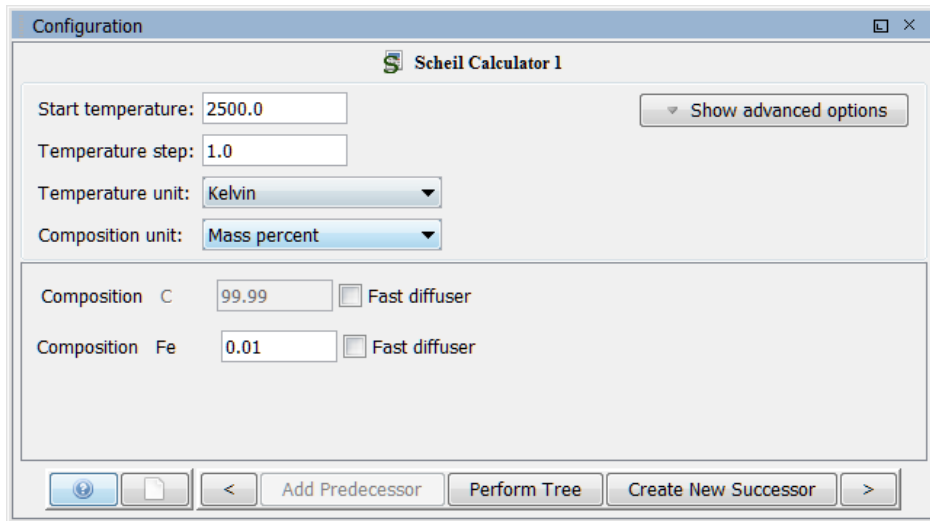 Configuration
Scheil Calculator 1
Start temperature: 2500.0
Show advanced options
Temperature step: 1.0
Temperature unit: Kelvin
Composition unit: Mass percent
Composition C 99.99 Fast diffuser
Composition Fe 0.01 Fast diffuser
< Add Predecessor Perform Tree Create New Successor >